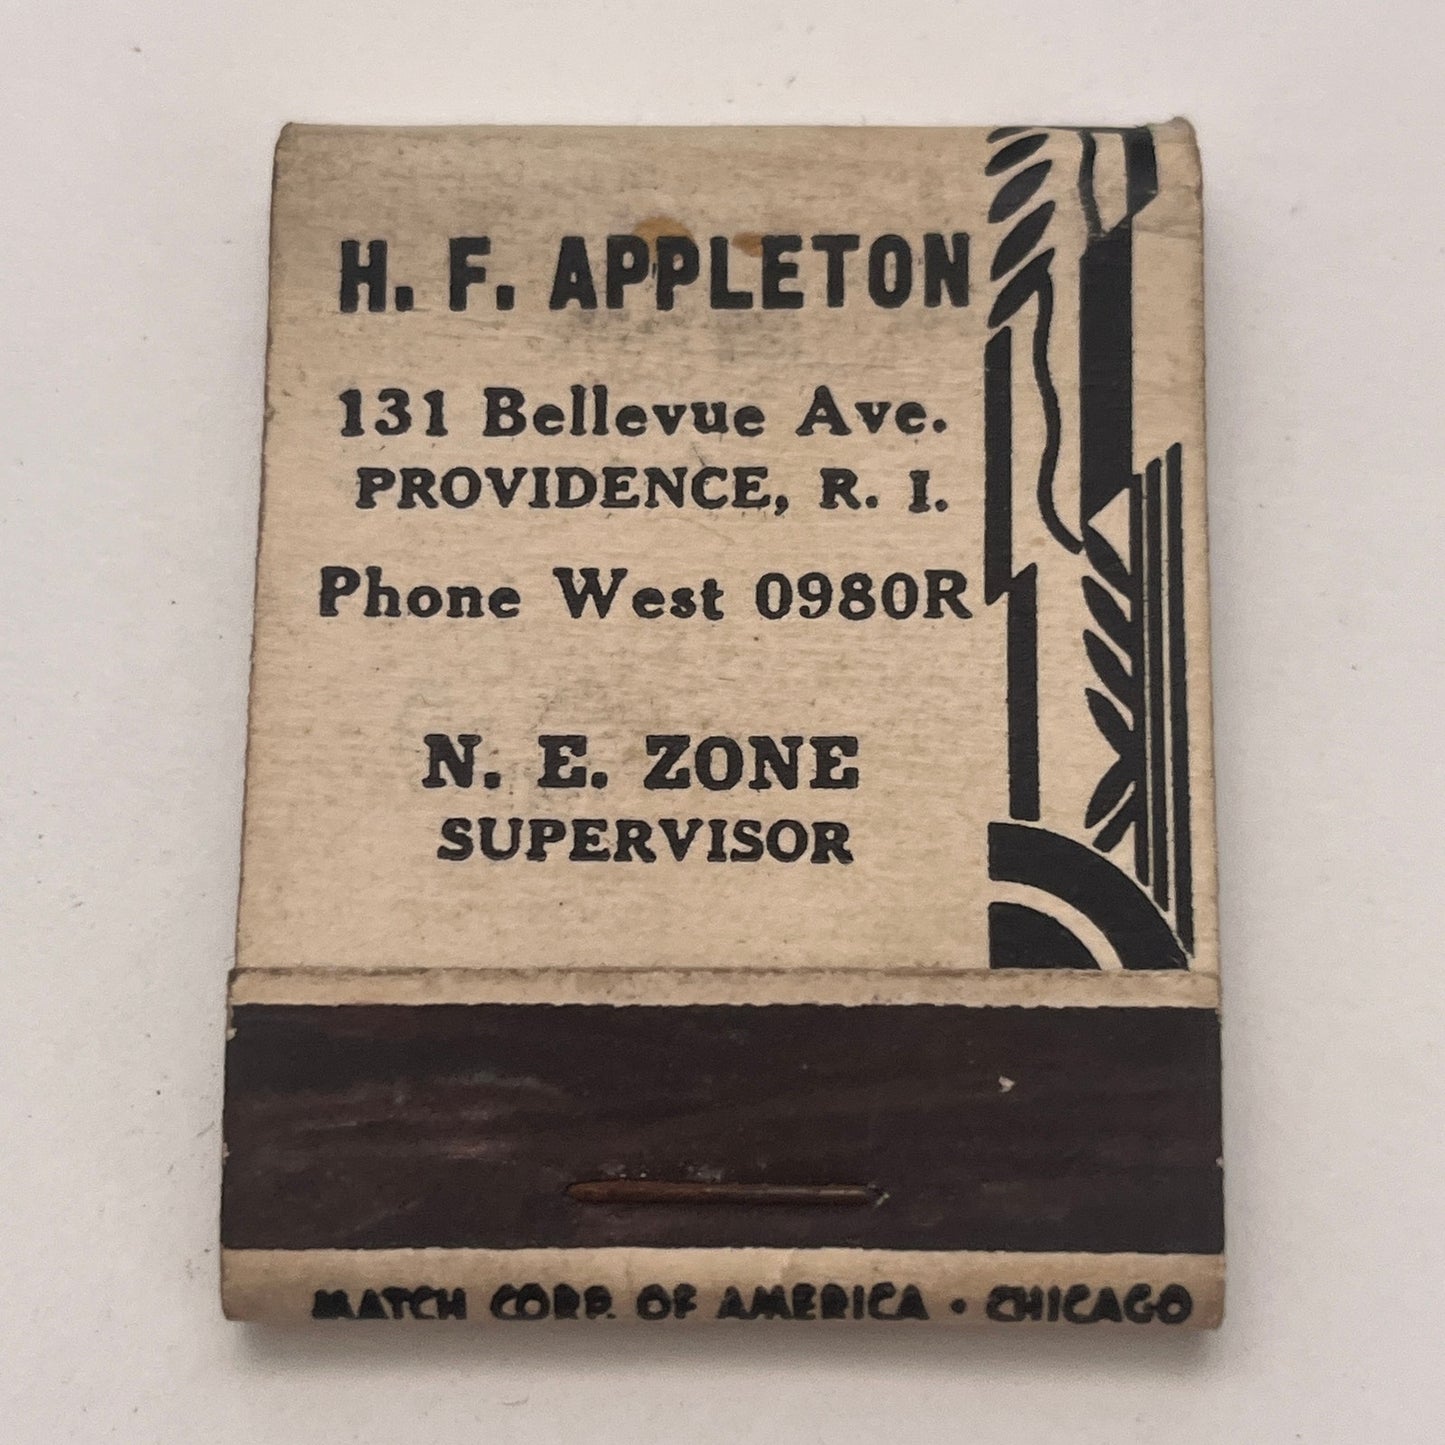 H. F. APPLETON
131 Bellevue Ave.
PROVIDENCE, R. I.
Phone West 0980R
N. E. ZONE
SUPERVISOR
MATCH CORP. OF AMERICA • CHICAGO